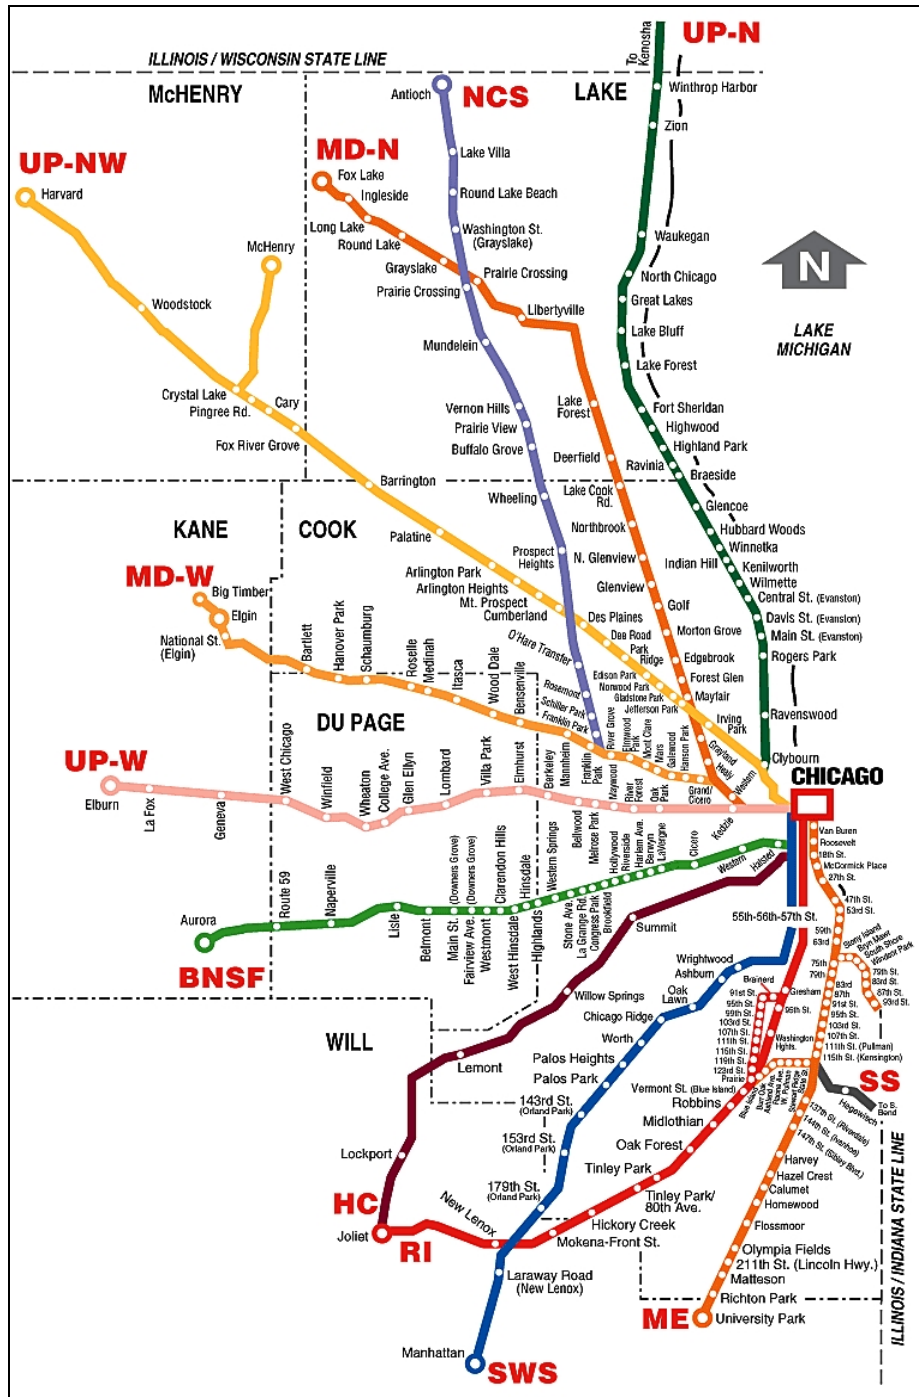 To
Kenosha
UP-N
ILLINOIS / WISCONSIN STATE LINE
McHENRY
LAKE
Antioch
NCS
Winthrop Harbor
Zion
MD-N
UP-NW
Harvard
Fox Lake
Ingleside
Lake Villa
Round Lake Beach
Long Lake
Round Lake
Washington St.
(Grayslake)
Waukegan
McHenry
Grayslake
Prairie Crossing
Prairie Crossing
North Chicago
N
Woodstock
Libertyville
Great Lakes
LAKE
MICHIGAN
Mundelein
Lake Bluff
Lake Forest
Crystal Lake
Pingree Rd.
Cary
Fox River Grove
Vernon Hills
Prairie View
Buffalo Grove
Lake
Forest
Fort Sheridan
Highwood
Highland Park
Ravinia
Braeside
Deerfield
Barrington
Wheeling
Lake Cook
Rd.
Glencoe
KANE
COOK
Palatine
Northbrook
Hubbard Woods
Winnetka
Indian Hill
Kenilworth
Wilmette
Prospect
Heights
N. Glenview
Glenview
Central St. (Evanston)
Davis St. (Evanston)
Main St. (Evanston)
Rogers Park
MD-W
Big Timber
Elgin
National St.
(Elgin)
Arlington Park
Arlington Heights
Mt. Prospect
Cumberland
Des Plaines
Dee Road
Park
Ridge
Golf
Morton Grove
Edgebrook
Forest Glen
Mayfair
O'Hare Transfer
Rosemont
Schiller Park
Franklin Park
Edison Park
Norwood Park
Gladstone Park
Jefferson Park
Irving
Park
Ravenswood
Clybourn
Bartlett
Hanover Park
Schaumburg
Roselle
Medinah
Itasca
Wood Dale
Bensenville
Mannheim
Franklin
Park
River Grove
Elmwood
Park
Mont Clare
Mars
Galewood
Hanson Park
Grand/
Cicero
Grayland
Healy
Western
DU PAGE
CHICAGO
UP-W
Elburn
La Fox
Geneva
West Chicago
Winfield
Wheaton
College Ave.
Glen Ellyn
Lombard
Villa Park
Elmhurst
Berkeley
Bellwood
Melrose Park
Maywood
River
Forest
Oak
Park
Kedzie
BNSF
Aurora
Route 59
Naperville
Lisle
Belmont
Main St.
(Downers Grove)
Fairview Ave.
(Downers Grove)
Westmont
Clarendon Hills
West Hinsdale
Hinsdale
Highlands
Western Springs
Stone Ave.
La Grange Rd.
Congress Park
Brookfield
Hollywood
Riverside
Harlem Ave.
Berwyn
LaVergne
Cicero
Western
Halsted
Van Buren
Roosevelt
18th St.
McCormick Place
27th St.
47th St.
53rd St.
55th-56th-57th St.
59th
63rd
Stony Island
Bryn Mawr
South Shore
Windsor Park
75th
79th
79th St.
83rd St.
87th St.
93rd St.
83rd
87th
91st St.
95th St.
103rd St.
107th St.
111th St. (Pullman)
115th St. (Kensington)
Summit
Willow Springs
Lemont
Lockport
WILL
HC
Joliet
RI
Wrightwood
Ashburn
Oak
Lawn
Chicago Ridge
Worth
Palos Heights
Palos Park
143rd St.
(Orland Park)
153rd St.
(Orland Park)
179th St.
(Orland Park)
Laraway Road
(New Lenox)
Manhattan
SWS
Brainerd
91st St.
95th St.
99th St.
103rd St.
107th St.
111th St.
115th St.
119th St.
123rd St.
Prairie
Gresham
95th St.
Washington
Hghts.
Vermont St. (Blue Island)
Robbins
Midlothian
Oak Forest
Tinley Park
Tinley Park/
80th Ave.
Hickory Creek
Mokena-Front St.
New Lenox
Blue Island
Burr Oak
Ashland Ave.
Racine Ave.
W. Pullman
Stewart Ridge
State St.
SS
Hegewisch
To S.
Bend
137th St. (Riverdale)
144th St. (Ivanhoe)
147th St. (Sibley Blvd.)
Harvey
Hazel Crest
Calumet
Homewood
Flossmoor
Olympia Fields
211th St. (Lincoln Hwy.)
Matteson
Richton Park
University Park
ME
ILLINOIS / INDIANA STATE LINE